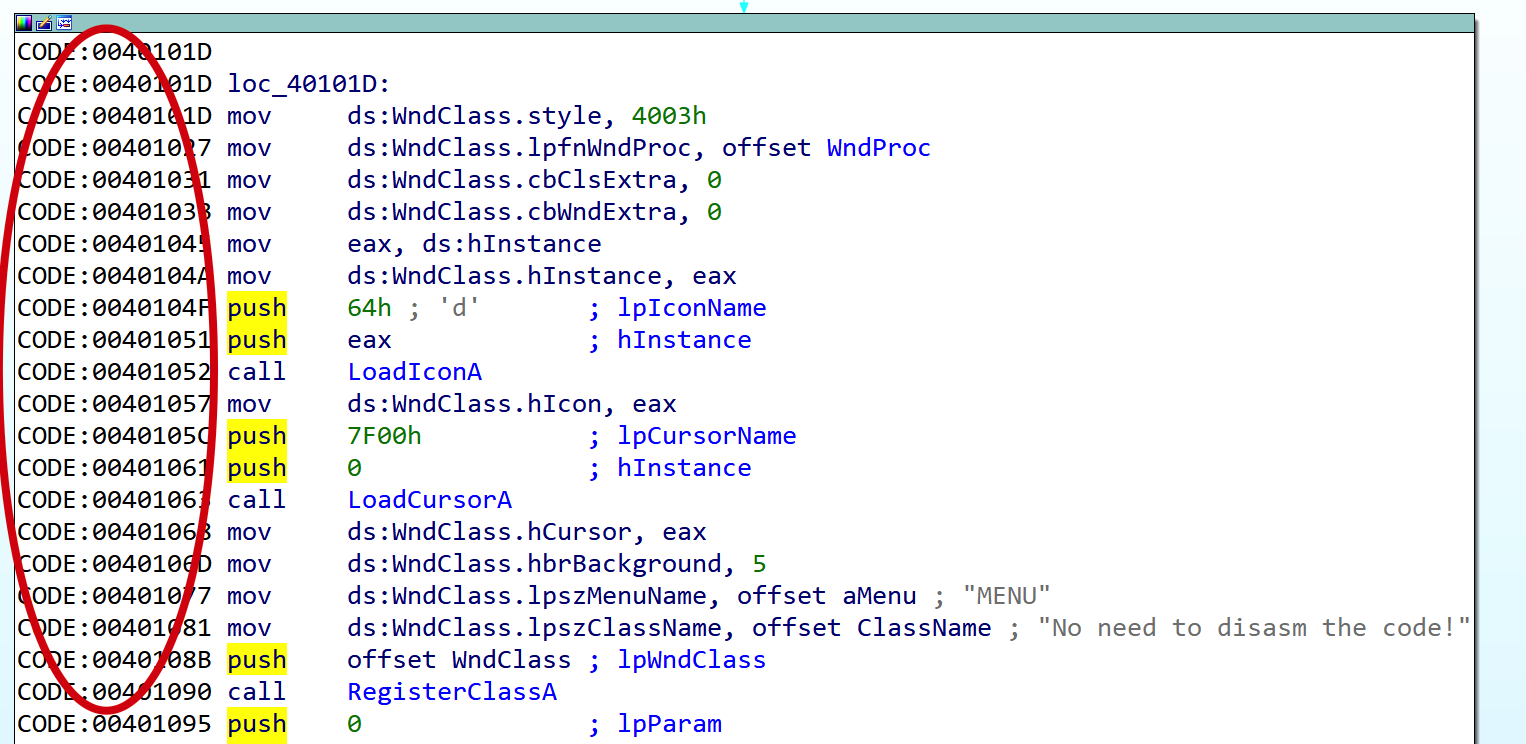 CODE:0040101D
CODE:0040101D loc_40101D:
CODE:0040101D mov     ds:WndClass.style, 4003h
CODE:00401027 mov     ds:WndClass.lpfnWndProc, offset WndProc
CODE:00401031 mov     ds:WndClass.cbClsExtra, 0
CODE:0040103B mov     ds:WndClass.cbWndExtra, 0
CODE:00401045 mov     eax, ds:hInstance
CODE:0040104A mov     ds:WndClass.hInstance, eax
CODE:0040104F push    64h ; 'd'       ; lpIconName
CODE:00401051 push    eax             ; hInstance
CODE:00401052 call    LoadIconA
CODE:00401057 mov     ds:WndClass.hIcon, eax
CODE:0040105C push    7F00h           ; lpCursorName
CODE:00401061 push    0               ; hInstance
CODE:00401063 call    LoadCursorA
CODE:00401068 mov     ds:WndClass.hCursor, eax
CODE:0040106D mov     ds:WndClass.hbrBackground, 5
CODE:00401077 mov     ds:WndClass.lpszMenuName, offset aMenu ; "MENU"
CODE:00401081 mov     ds:WndClass.lpszClassName, offset ClassName ; "No need to disasm the code!"
CODE:0040108B push    offset WndClass ; lpWndClass
CODE:00401090 call    RegisterClassA
CODE:00401095 push    0               ; lpParam